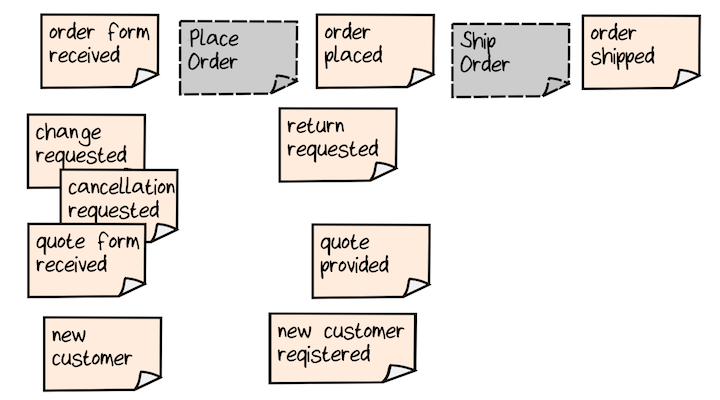 order form
received
Place
Order
order
placed
Ship
Order
order
shipped
change
requested
return
requested
cancellation
requested
quote form
received
quote
provided
new
customer
new customer
registered